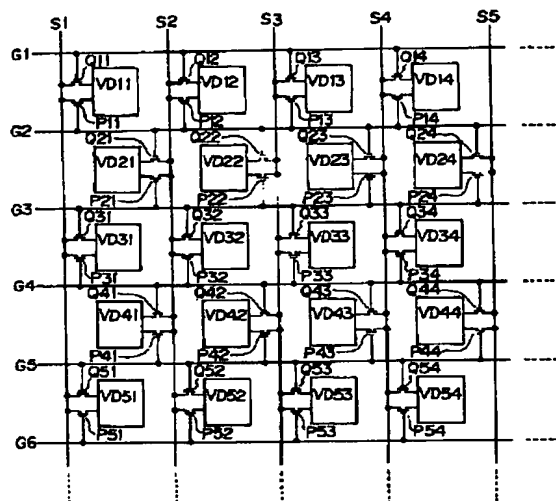 S1 S2 S3 S4 S5
G1
Q11 Q12 Q13 Q14
VD11 VD12 VD13 VD14
P11 P12 P13 P14
G2
Q21 Q22 Q23 Q24
VD21 VD22 VD23 VD24
P21 P22 P23 P24
G3
Q32 Q33 Q34
VD31 VD32 VD33 VD34
P31 P32 P33 P34
G4
Q41 Q42 Q43 Q44
VD41 VD42 VD43 VD44
P41 P42 P43 P44
G5
Q51 Q52 Q53 Q54
VD51 VD52 VD53 VD54
P51 P52 P53 P54
G6